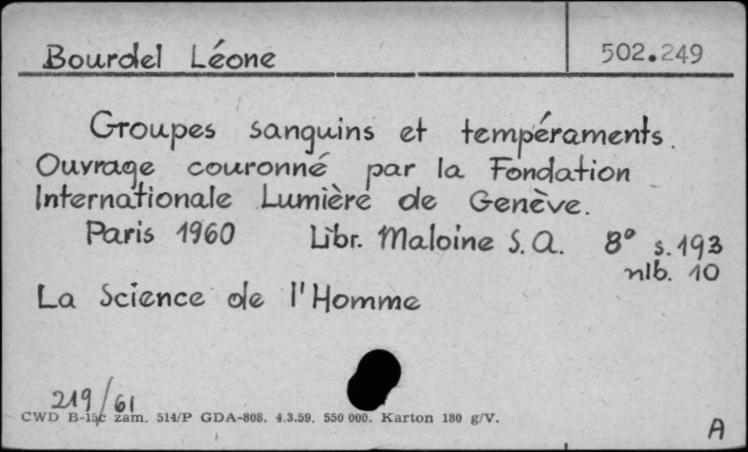 Bourdel Léone
502.249
Groupes sanguins et tempéraments.
Ouvrage couronné par la Fondation
Internationale Lumière de Genève.
Paris 1960 Libr. Maloine S.A. 8° s. 193
nlb. 10
La Science de l'Homme
219/61
CWD B-15c zam. 514/P GDA-808. 4.3.59. 550 000. Karton 180 g/V.
A